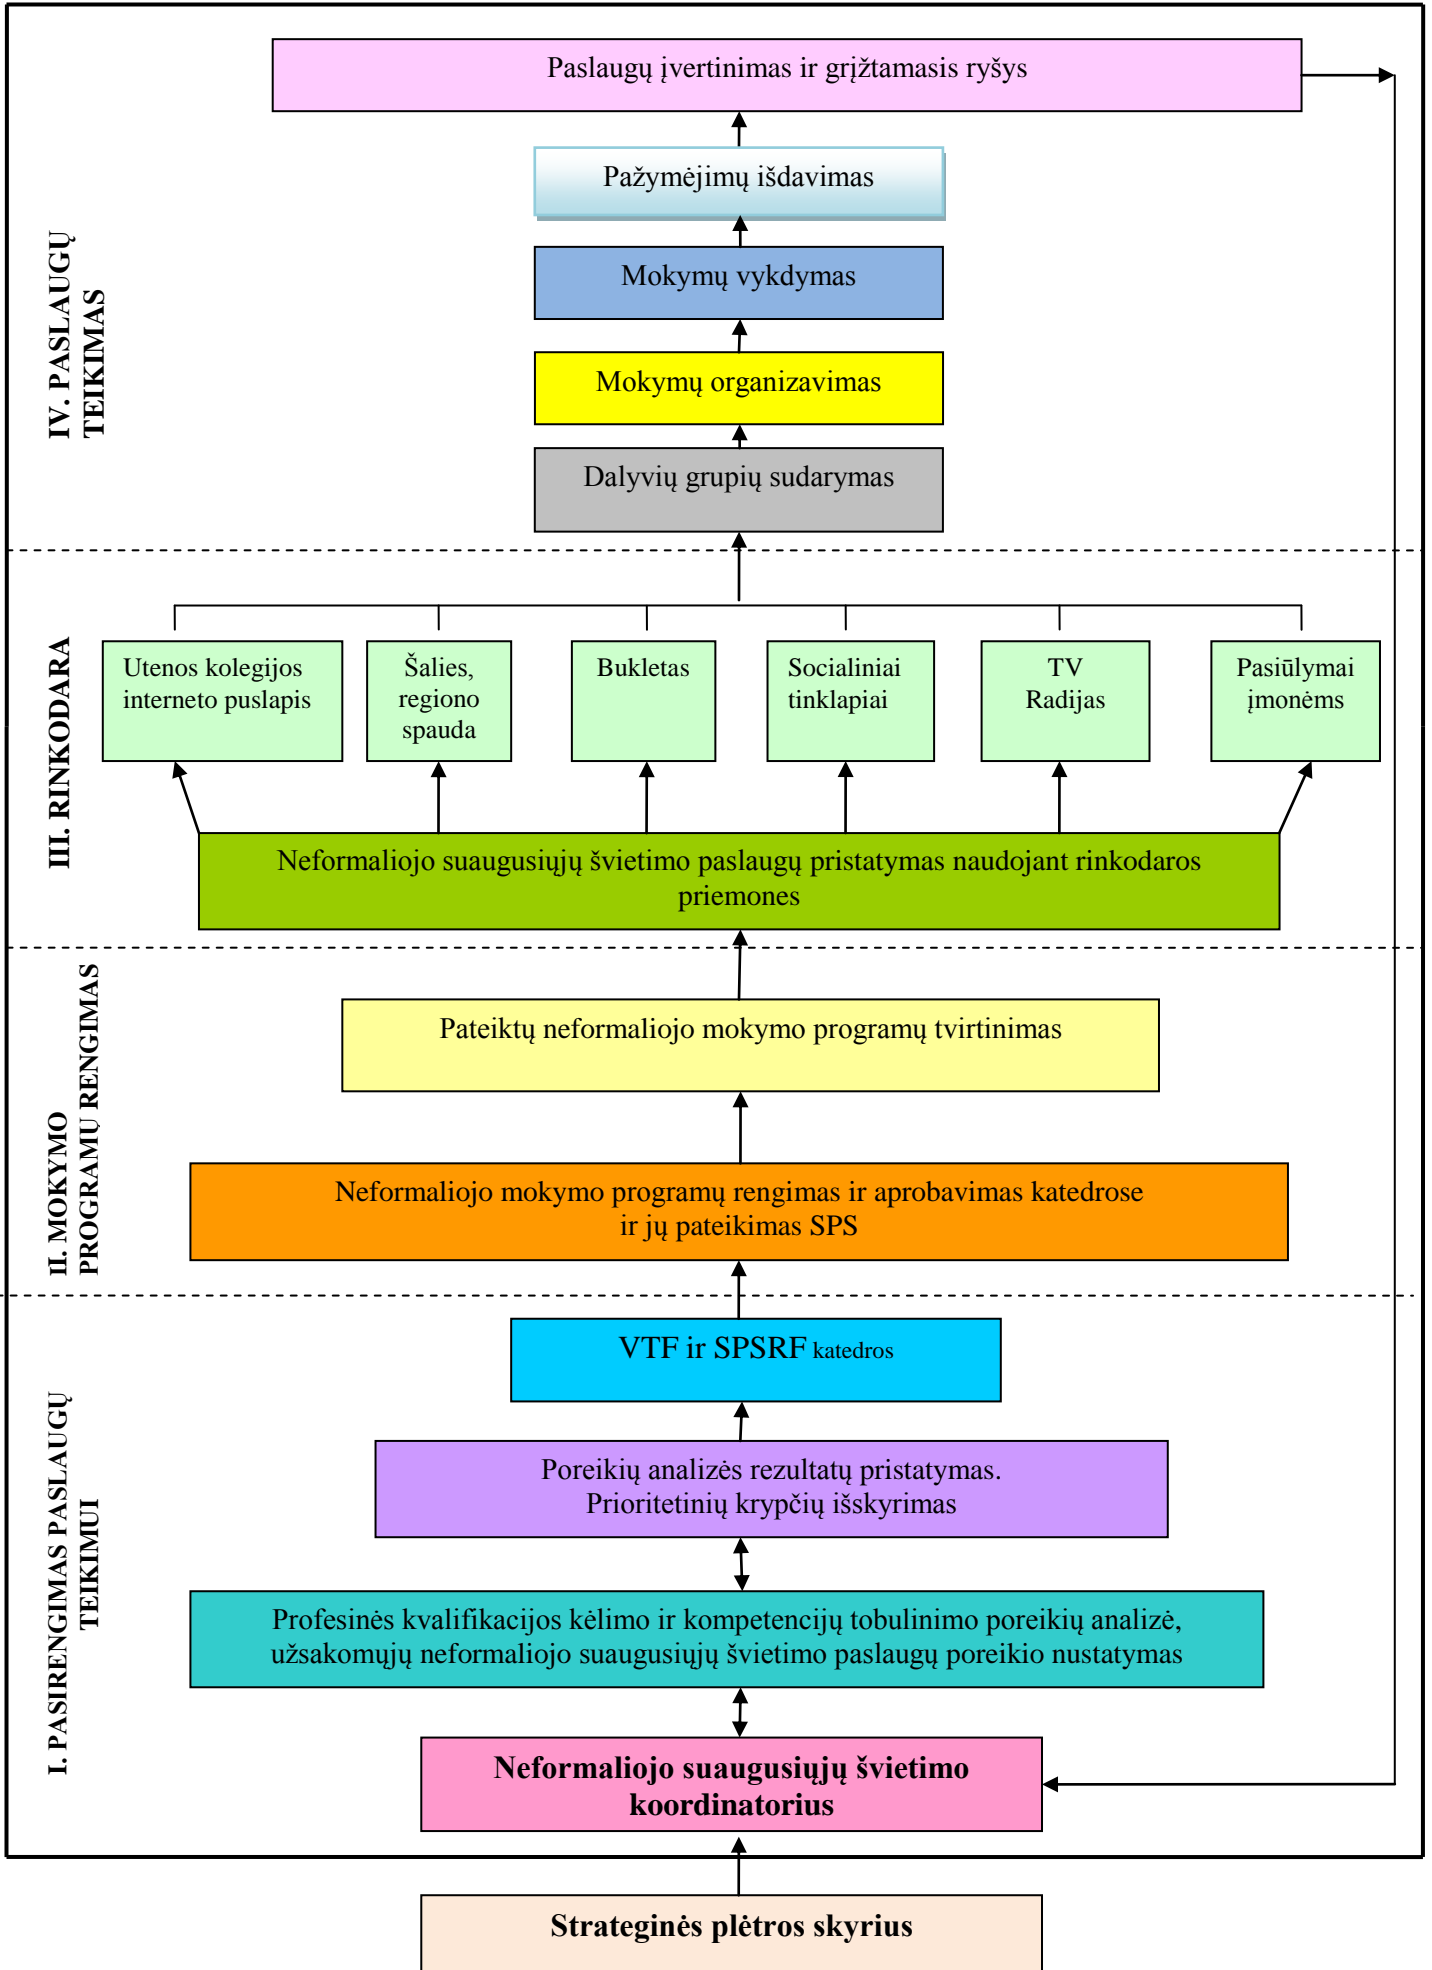 Paslaugų įvertinimas ir grįžtamasis ryšys
Pažymėjimų išdavimas
Mokymų vykdymas
Mokymų organizavimas
Dalyvių grupių sudarymas
IV. PASLAUGŲ
TEIKIMAS
Utenos kolegijos
interneto puslapis
Šalies,
regiono
spauda
Bukletas
Socialiniai
tinklapiai
TV
Radijas
Pasiūlymai
įmonėms
Neformaliojo suaugusiųjų švietimo paslaugų pristatymas naudojant rinkodaros
priemones
III. RINKODARA
Pateiktų neformaliojo mokymo programų tvirtinimas
Neformaliojo mokymo programų rengimas ir aprobavimas katedrose
ir jų pateikimas SPS
II. MOKYMO
PROGRAMŲ RENGIMAS
VTF ir SPSRF katedros
Poreikių analizės rezultatų pristatymas.
Prioritetinių krypčių išskyrimas
Profesinės kvalifikacijos kėlimo ir kompetencijų tobulinimo poreikių analizė,
užsakomųjų neformaliojo suaugusiųjų švietimo paslaugų poreikio nustatymas
Neformaliojo suaugusiųjų švietimo
koordinatorius
I. PASIRENGIMAS PASLAUGŲ
TEIKIMUI
Strateginės plėtros skyrius